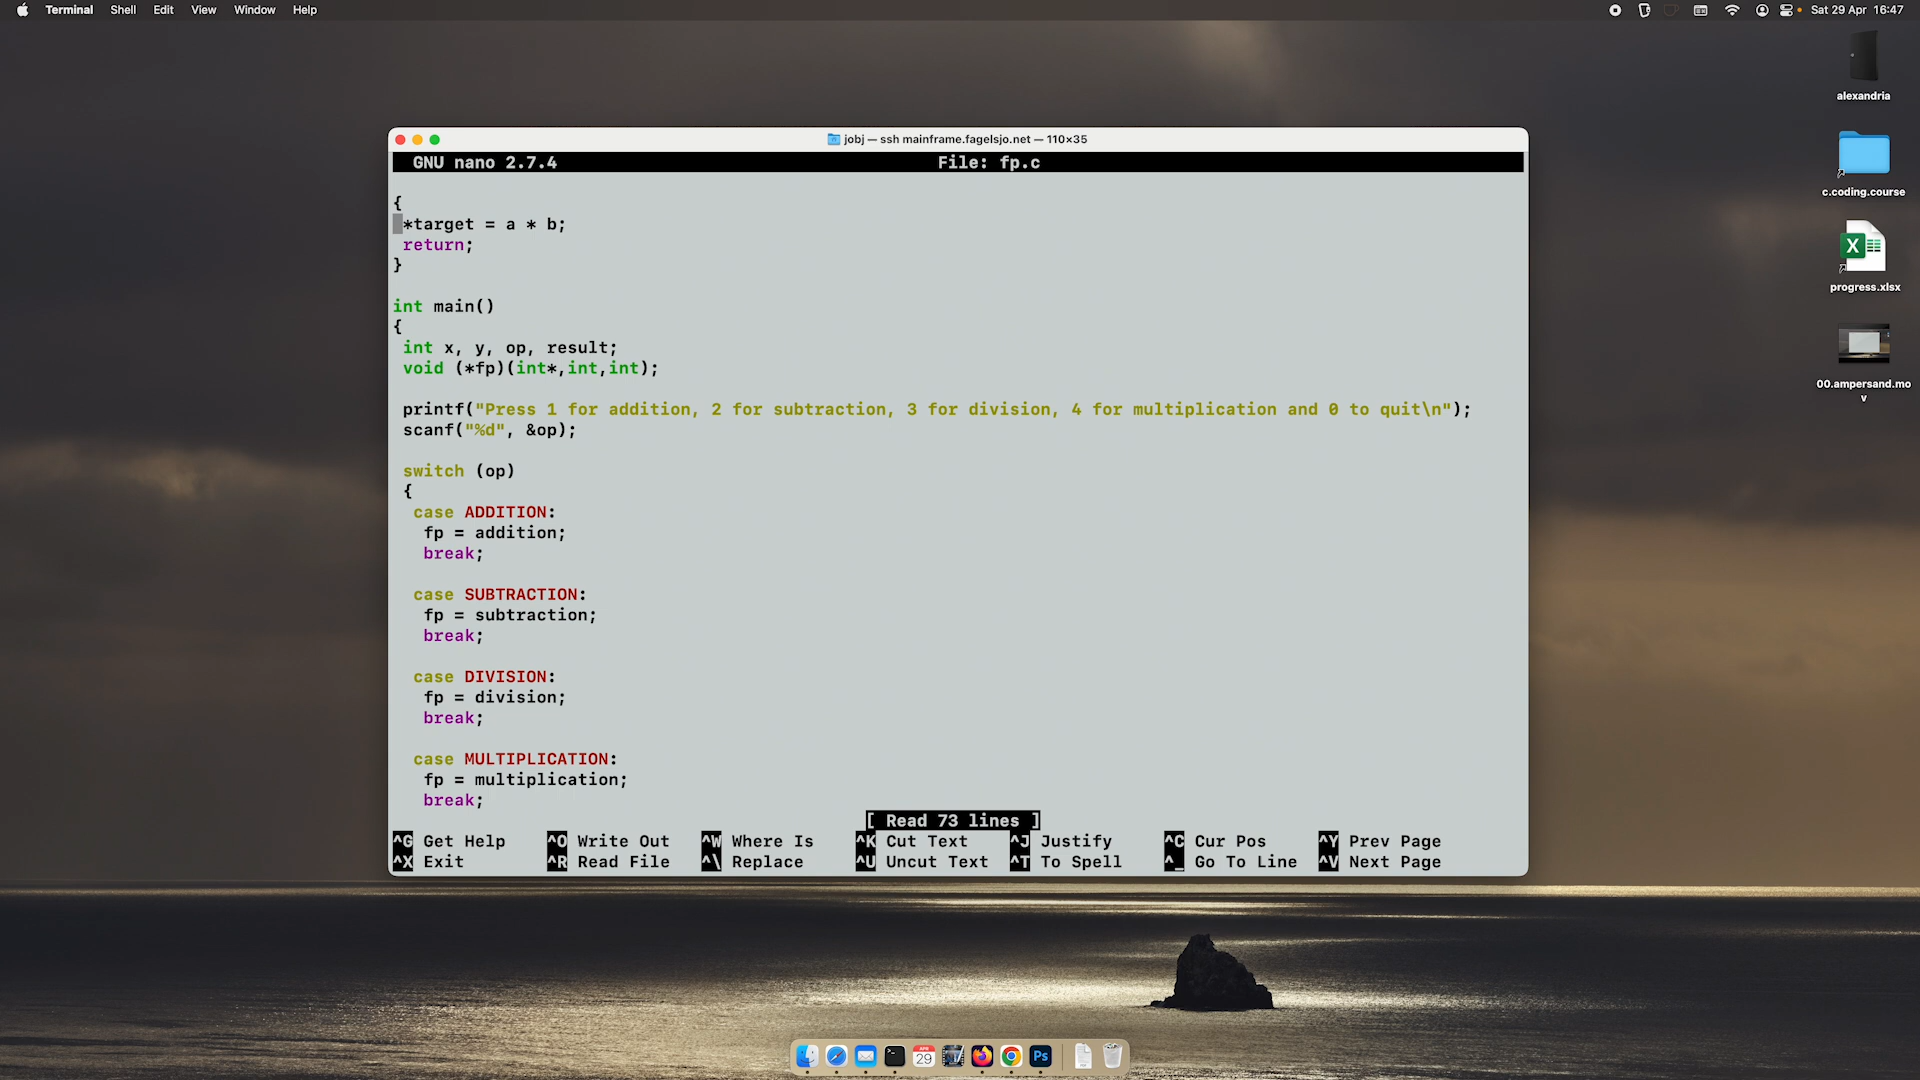 Terminal Shell Edit View Window Help
Sat 29 Apr 16:47
alexandria
c.coding.course
progress.xlsx
00.ampersand.mo
v
jobj — ssh mainframe.fagelsjo.net — 110×35
GNU nano 2.7.4 File: fp.c
{
*target = a * b;
return;
}
int main()
{
int x, y, op, result;
void (*fp)(int*,int,int);
printf("Press 1 for addition, 2 for subtraction, 3 for division, 4 for multiplication and 0 to quit\n");
scanf("%d", &op);
switch (op)
{
case ADDITION:
fp = addition;
break;
case SUBTRACTION:
fp = subtraction;
break;
case DIVISION:
fp = division;
break;
case MULTIPLICATION:
fp = multiplication;
break;
[ Read 73 lines ]
^G Get Help ^O Write Out ^W Where Is ^K Cut Text ^J Justify ^C Cur Pos ^Y Prev Page
^X Exit ^R Read File ^\ Replace ^U Uncut Text ^T To Spell ^_ Go To Line ^V Next Page
APR
29
Ps